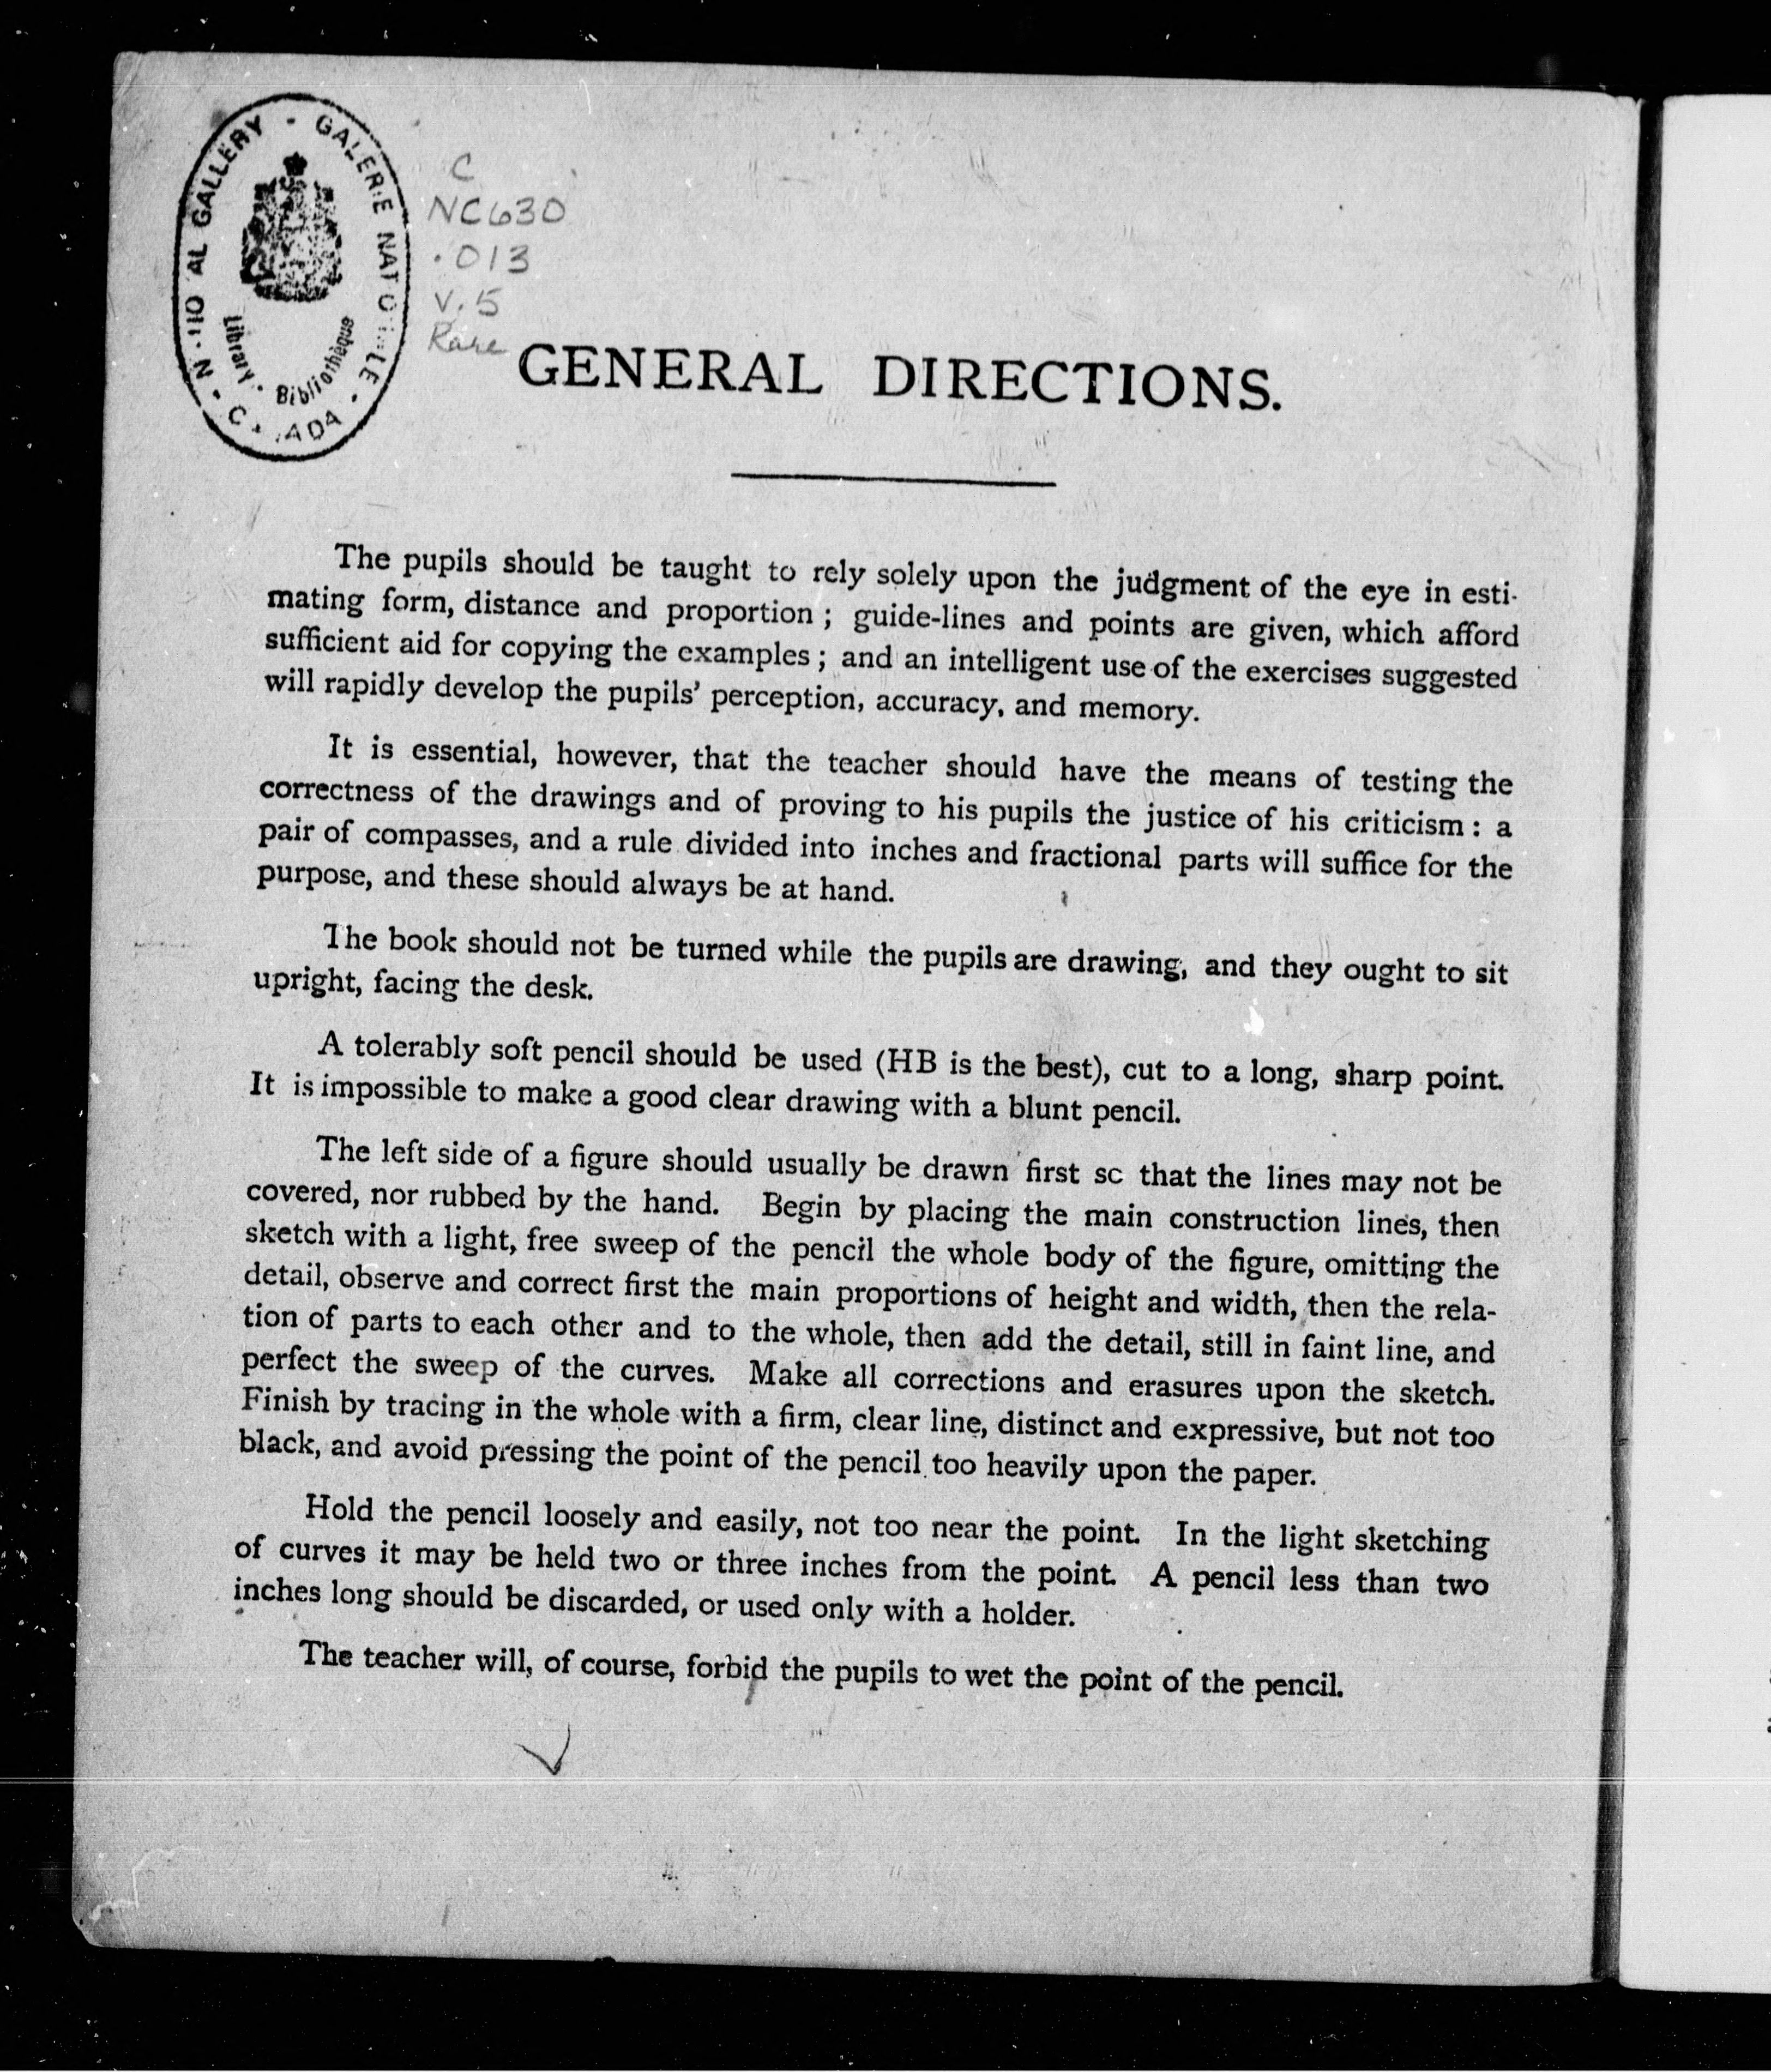 NATIONAL GALLERY · GALERIE NATIONALE · CANADA
Library · Bibliothèque
C
NC630
.013
V.5
Rare
GENERAL DIRECTIONS.
The pupils should be taught to rely solely upon the judgment of the eye in esti-
mating form, distance and proportion ; guide-lines and points are given, which afford
sufficient aid for copying the examples ; and an intelligent use of the exercises suggested
will rapidly develop the pupils’ perception, accuracy, and memory.
It is essential, however, that the teacher should have the means of testing the
correctness of the drawings and of proving to his pupils the justice of his criticism : a
pair of compasses, and a rule divided into inches and fractional parts will suffice for the
purpose, and these should always be at hand.
The book should not be turned while the pupils are drawing, and they ought to sit
upright, facing the desk.
A tolerably soft pencil should be used (HB is the best), cut to a long, sharp point.
It is impossible to make a good clear drawing with a blunt pencil.
The left side of a figure should usually be drawn first sc that the lines may not be
covered, nor rubbed by the hand. Begin by placing the main construction lines, then
sketch with a light, free sweep of the pencil the whole body of the figure, omitting the
detail, observe and correct first the main proportions of height and width, then the rela-
tion of parts to each other and to the whole, then add the detail, still in faint line, and
perfect the sweep of the curves. Make all corrections and erasures upon the sketch.
Finish by tracing in the whole with a firm, clear line, distinct and expressive, but not too
black, and avoid pressing the point of the pencil too heavily upon the paper.
Hold the pencil loosely and easily, not too near the point. In the light sketching
of curves it may be held two or three inches from the point. A pencil less than two
inches long should be discarded, or used only with a holder.
The teacher will, of course, forbid the pupils to wet the point of the pencil.